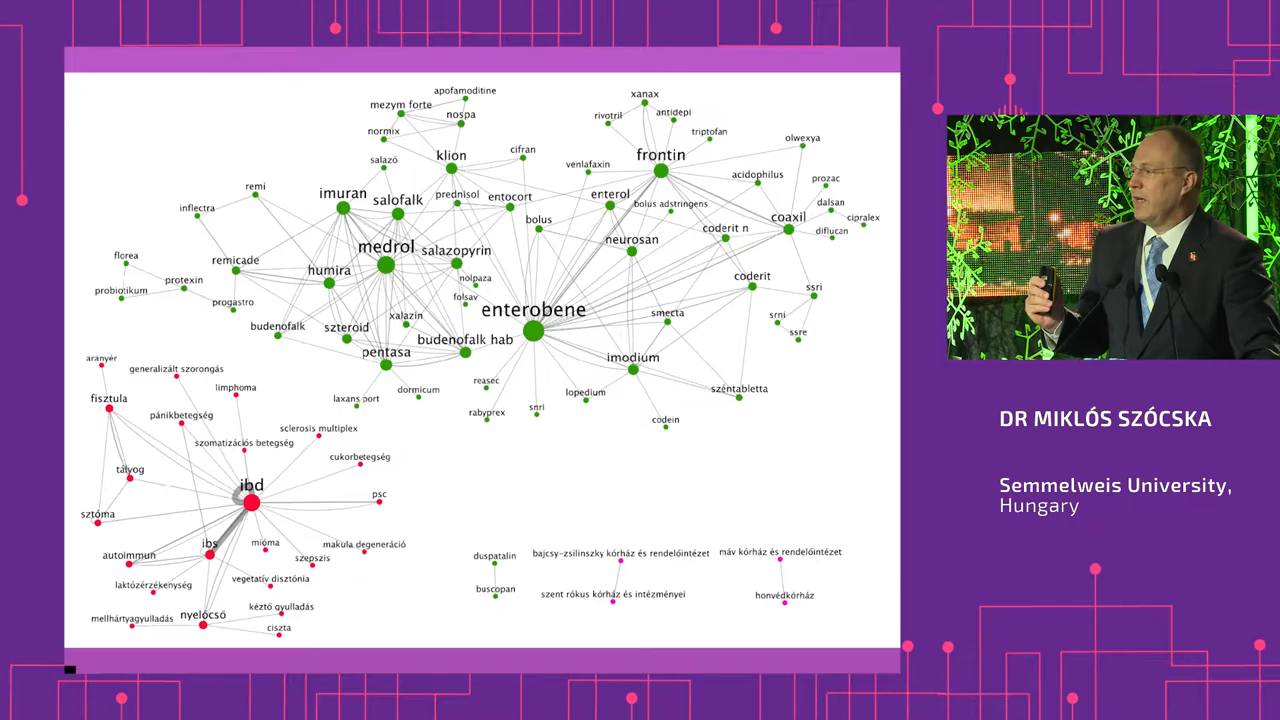 apofamoditine
mezym forte
nospa
normix
klion
cifran
salazó
xanax
rivotril
antidepi
triptofan
olwexya
frontin
venlafaxin
acidophilus
prozac
dalsan
cipralex
diflucan
coaxil
remi
inflectra
imuran
salofalk
prednisol
entocort
enterol
bolus adstringens
bolus
coderit n
neurosan
medrol
salazopyrin
florea
probiotikum
protexin
remicade
humira
progastro
nolpaza
folsav
coderit
ssri
srni
ssre
enterobene
smecta
budenofalk
szteroid
xalazin
budenofalk hab
pentasa
imodium
széntabletta
reasec
lopedium
laxans port
dormicum
rabyprex
snri
codein
aranyér
generalizált szorongás
limphoma
fisztula
pánikbetegség
sclerosis multiplex
szomatizációs betegség
cukorbetegség
tályog
ibd
psc
sztóma
ibs
mióma
makula degeneráció
autoimmun
szepszis
laktózérzékenység
vegetatív disztónia
kéztő gyulladás
mellhártyagyulladás
nyelőcső
ciszta
duspatalin
buscopan
bajcsy-zsilinszky kórház és rendelőintézet
szent rókus kórház és intézményei
máv kórház és rendelőintézet
honvédkórház
DR MIKLÓS SZÓCSKA
Semmelweis University,
Hungary